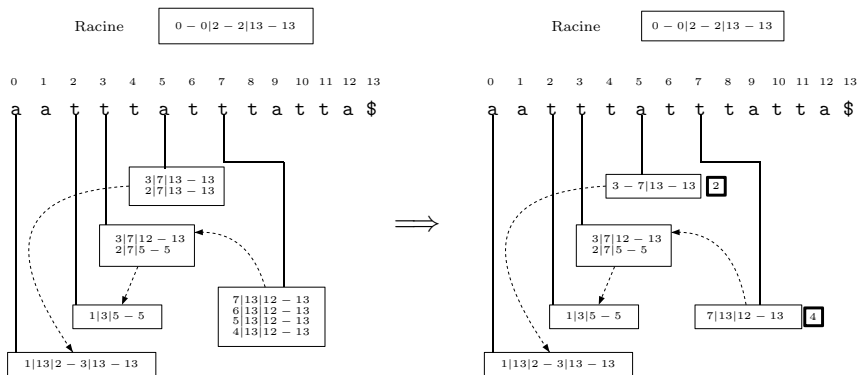 Racine 0 − 0|2 − 2|13 − 13
0 1 2 3 4 5 6 7 8 9 10 11 12 13
a a t t t a t t t a t t a $
3|7|13 − 13
2|7|13 − 13
3|7|12 − 13
2|7|5 − 5
1|3|5 − 5
7|13|12 − 13
6|13|12 − 13
5|13|12 − 13
4|13|12 − 13
1|13|2 − 3|13 − 13
⟹
Racine 0 − 0|2 − 2|13 − 13
0 1 2 3 4 5 6 7 8 9 10 11 12 13
a a t t t a t t t a t t a $
3 − 7|13 − 13 2
3|7|12 − 13
2|7|5 − 5
1|3|5 − 5
7|13|12 − 13 4
1|13|2 − 3|13 − 13